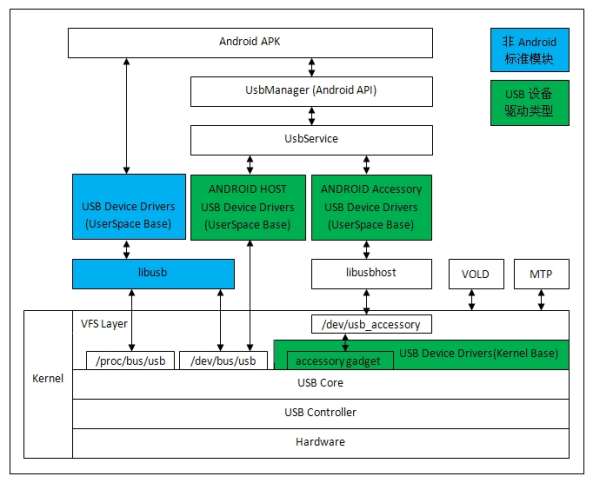 Android APK
非 Android
标准模块
UsbManager (Android API)
USB 设备
驱动类型
UsbService
USB Device Drivers
(UserSpace Base)
ANDROID HOST
USB Device Drivers
(UserSpace Base)
ANDROID Accessory
USB Device Drivers
(UserSpace Base)
libusb
libusbhost
VOLD
MTP
VFS Layer
/dev/usb_accessory
/proc/bus/usb
/dev/bus/usb
accessory gadget
USB Device Drivers(Kernel Base)
Kernel
USB Core
USB Controller
Hardware